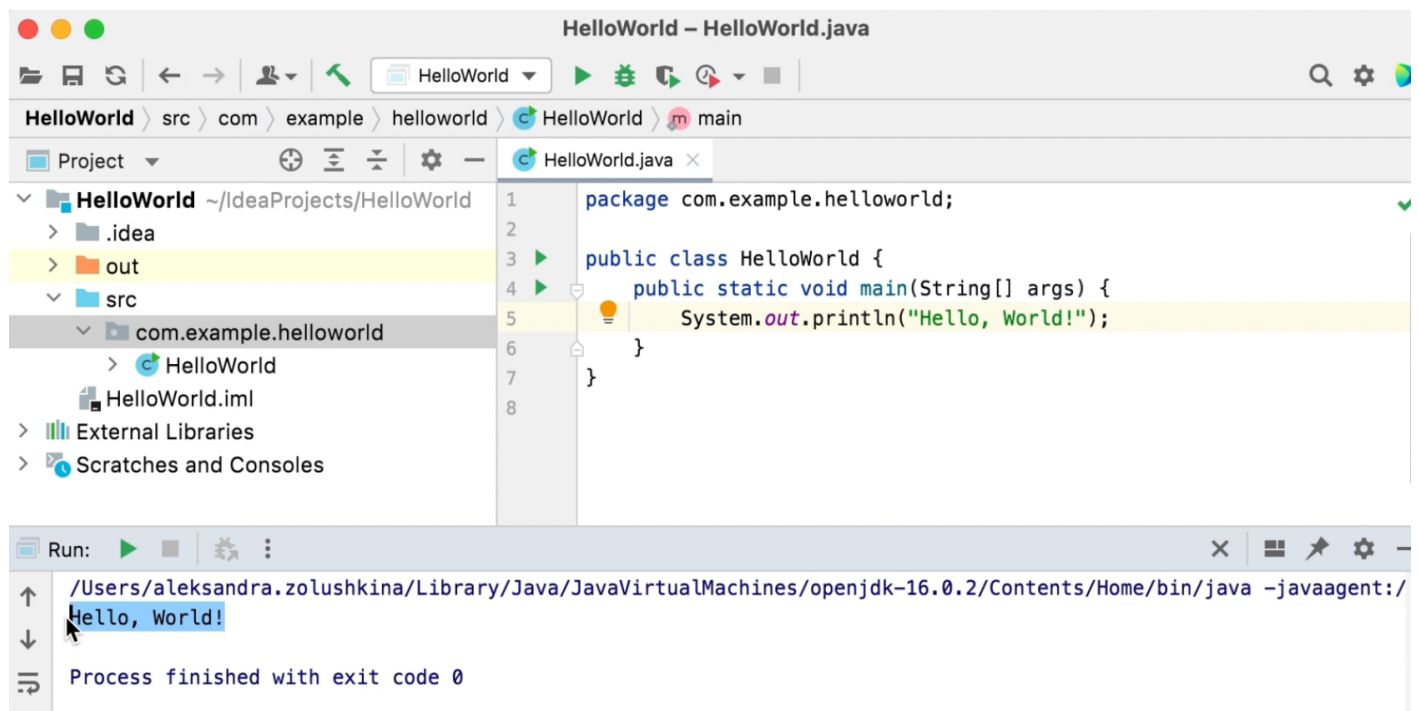 HelloWorld – HelloWorld.java
HelloWorld
HelloWorld src com example helloworld HelloWorld main
Project
HelloWorld.java
HelloWorld ~/IdeaProjects/HelloWorld
.idea
out
src
com.example.helloworld
HelloWorld
HelloWorld.iml
External Libraries
Scratches and Consoles
1 package com.example.helloworld;
2
3 public class HelloWorld {
4 public static void main(String[] args) {
5 System.out.println("Hello, World!");
6 }
7 }
8
Run:
/Users/aleksandra.zolushkina/Library/Java/JavaVirtualMachines/openjdk-16.0.2/Contents/Home/bin/java -javaagent:/
Hello, World!
Process finished with exit code 0